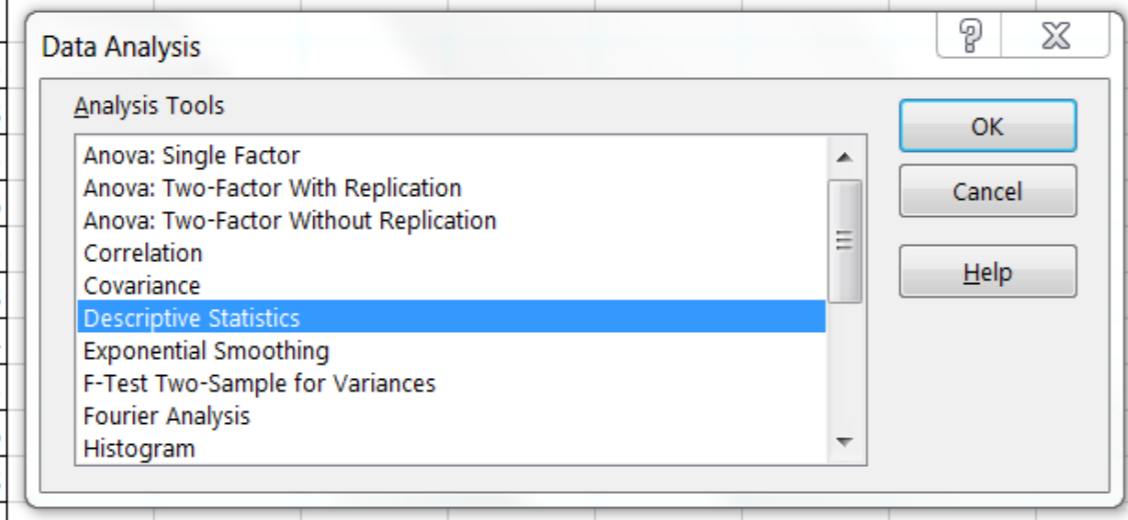 Data Analysis
Analysis Tools
Anova: Single Factor
Anova: Two-Factor With Replication
Anova: Two-Factor Without Replication
Correlation
Covariance
Descriptive Statistics
Exponential Smoothing
F-Test Two-Sample for Variances
Fourier Analysis
Histogram
OK
Cancel
Help